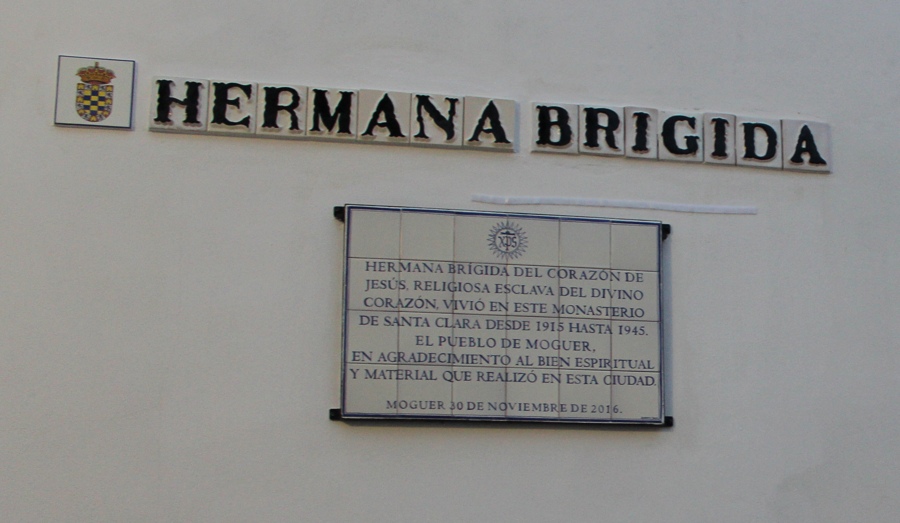 HERMANA BRIGIDA
HERMANA BRÍGIDA DEL CORAZÓN DE
JESÚS, RELIGIOSA ESCLAVA DEL DIVINO
CORAZÓN, VIVIÓ EN ESTE MONASTERIO
DE SANTA CLARA DESDE 1915 HASTA 1945.
EL PUEBLO DE MOGUER,
EN AGRADECIMIENTO AL BIEN ESPIRITUAL
Y MATERIAL QUE REALIZÓ EN ESTA CIUDAD.
MOGUER 30 DE NOVIEMBRE DE 2016.